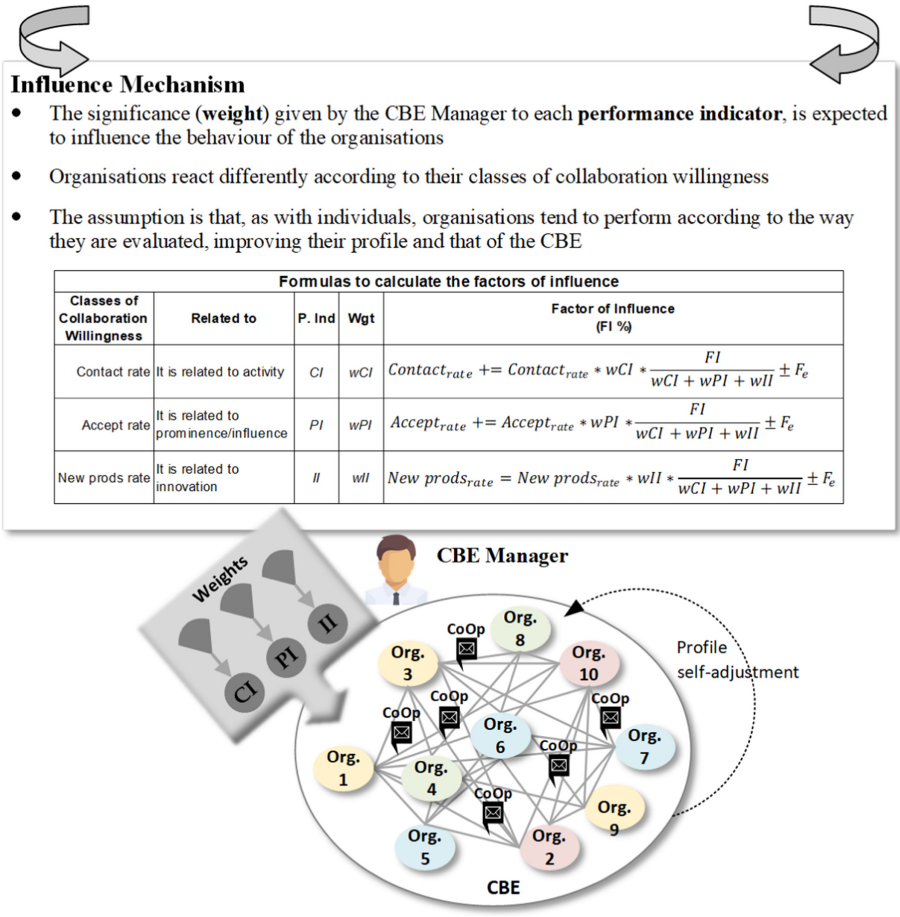 Influence Mechanism
• The significance (weight) given by the CBE Manager to each performance indicator, is expected
to influence the behaviour of the organisations
• Organisations react differently according to their classes of collaboration willingness
• The assumption is that, as with individuals, organisations tend to perform according to the way
they are evaluated, improving their profile and that of the CBE
Formulas to calculate the factors of influence
Classes of
Collaboration
Willingness
Related to
P. Ind
Wgt
Factor of Influence
(FI %)
Contact rate
It is related to activity
CI
wCI
Contact_rate += Contact_rate * wCI * FI / (wCI + wPI + wII) ± F_e
Accept rate
It is related to
prominence/influence
PI
wPI
Accept_rate += Accept_rate * wPI * FI / (wCI + wPI + wII) ± F_e
New prods rate
It is related to
innovation
II
wII
New prods_rate = New prods_rate * wII * FI / (wCI + wPI + wII) ± F_e
Weights
CI
PI
II
CBE Manager
Org.
8
CoOp
Org.
3
Org.
10
Profile
self-adjustment
CoOp
CoOp
CoOp
Org.
6
Org.
7
CoOp
Org.
1
Org.
4
CoOp
Org.
9
Org.
5
Org.
2
CBE